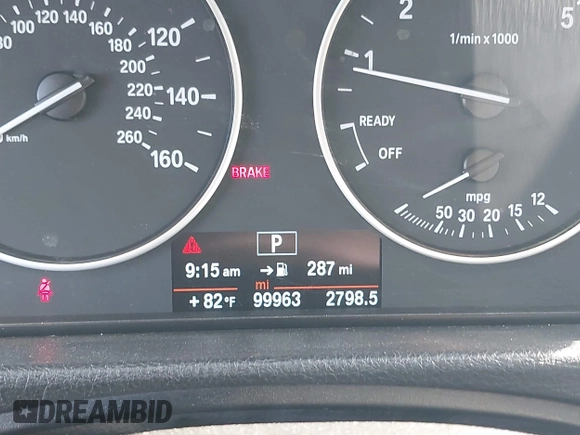 100 120 140 160 180 200 220 240 260
km/h
120
140
160
BRAKE
1
2
5
1/min x 1000
READY
OFF
mpg
50 30 20 15 12
P
9:15 am → 287 mi
mi
+ 82°F 99963 2798.5
DREAMBID